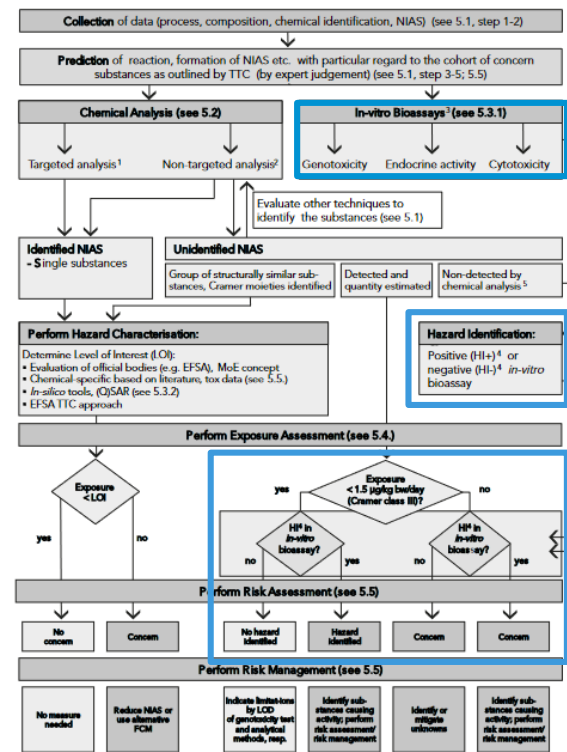 Collection of data (process, composition, chemical identification, NIAS) (see 5.1, step 1-2)
Prediction of reaction, formation of NIAS etc. with particular regard to the cohort of concern
substances as outlined by TTC (by expert judgement) (see 5.1, step 3-5; 5.5)
Chemical Analysis (see 5.2)
Targeted analysis¹
Non-targeted analysis²
In-vitro Bioassays³ (see 5.3.1)
Genotoxicity
Endocrine activity
Cytotoxicity
Evaluate other techniques to
identify the substances (see 5.1)
Identified NIAS
- Single substances
Unidentified NIAS
Group of structurally similar sub-
stances, Cramer moieties identified
Detected and
quantity estimated
Non-detected by
chemical analysis⁵
Perform Hazard Characterisation:
Determine Level of Interest (LOI):
▪ Evaluation of official bodies (e.g. EFSA), MoE concept
▪ Chemical-specific based on literature, tox data (see 5.5.)
▪ In-silico tools, (Q)SAR (see 5.3.2)
▪ EFSA TTC approach
Hazard Identification:
Positive (HI+)⁴ or
negative (HI-)⁴ in-vitro
bioassay
Perform Exposure Assessment (see 5.4.)
Exposure
<LOI
yes
no
yes
Exposure
<1.5 µg/kg bw/day
(Cramer class III)?
no
HI⁴ in
in-vitro
bioassay?
no
yes
HI⁴ in
in-vitro
bioassay?
no
yes
Perform Risk Assessment (see 5.5)
No
concern
Concern
No hazard
identified
Hazard
identified
Concern
Concern
Perform Risk Management (see 5.5)
No measure
needed
Reduce NIAS or
use alternative
FCM
Indicate limitat-ions
by LOD
of genotoxicity test
and analytical
methods, resp.
Identify sub-
stances causing
activity; perform
risk assessment/
risk management
Identify or
mitigate
unknowns
Identify sub-
stances causing
activity; perform
risk assessment/
risk management